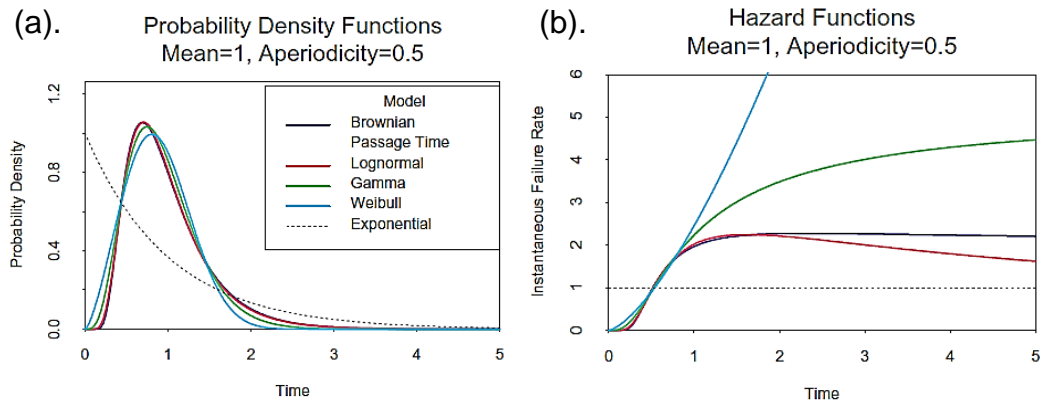 (a).
Probability Density Functions
Mean=1, Aperiodicity=0.5
Probability Density
0.0
0.4
0.8
1.2
Model
Brownian
Passage Time
Lognormal
Gamma
Weibull
Exponential
0
1
2
3
4
5
Time
(b).
Hazard Functions
Mean=1, Aperiodicity=0.5
Instantaneous Failure Rate
6
5
4
3
2
1
0
0
1
2
3
4
5
Time